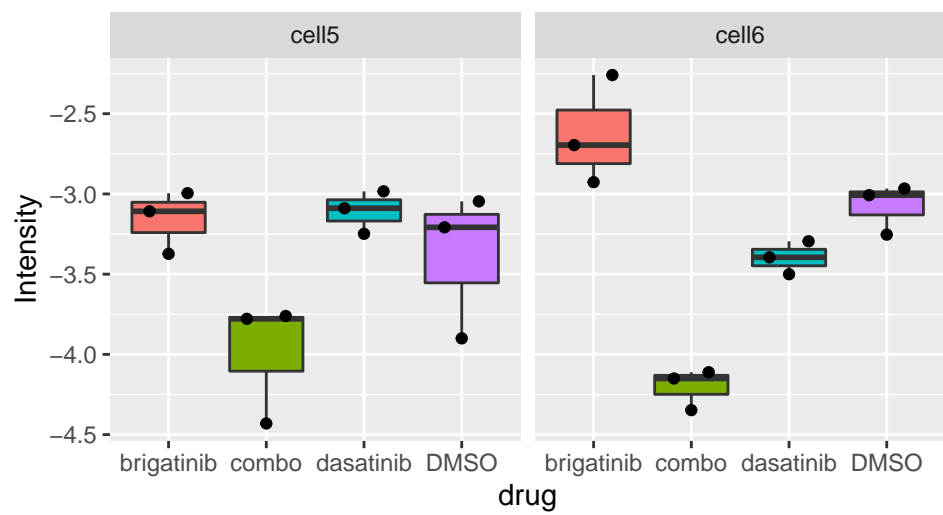 cell5 cell6
Intensity
−2.5
−3.0
−3.5
−4.0
−4.5
brigatinib combo dasatinib DMSO brigatinib combo dasatinib DMSO
drug